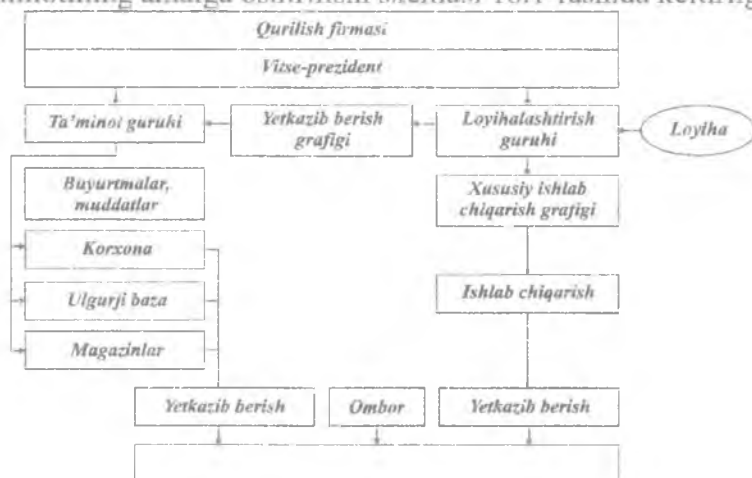 Qurilish firmasi
Vitse-prezident
Ta'minot guruhi
Yetkazib berish
grafigi
Loyihalashtirish
guruhi
Loyiha
Buyurtmalar,
muddatlar
Xususiy ishlab
chiqarish grafigi
Korxona
Ulgurji baza
Ishlab chiqarish
Magazinlar
Yetkazib berish
Ombor
Yetkazib berish